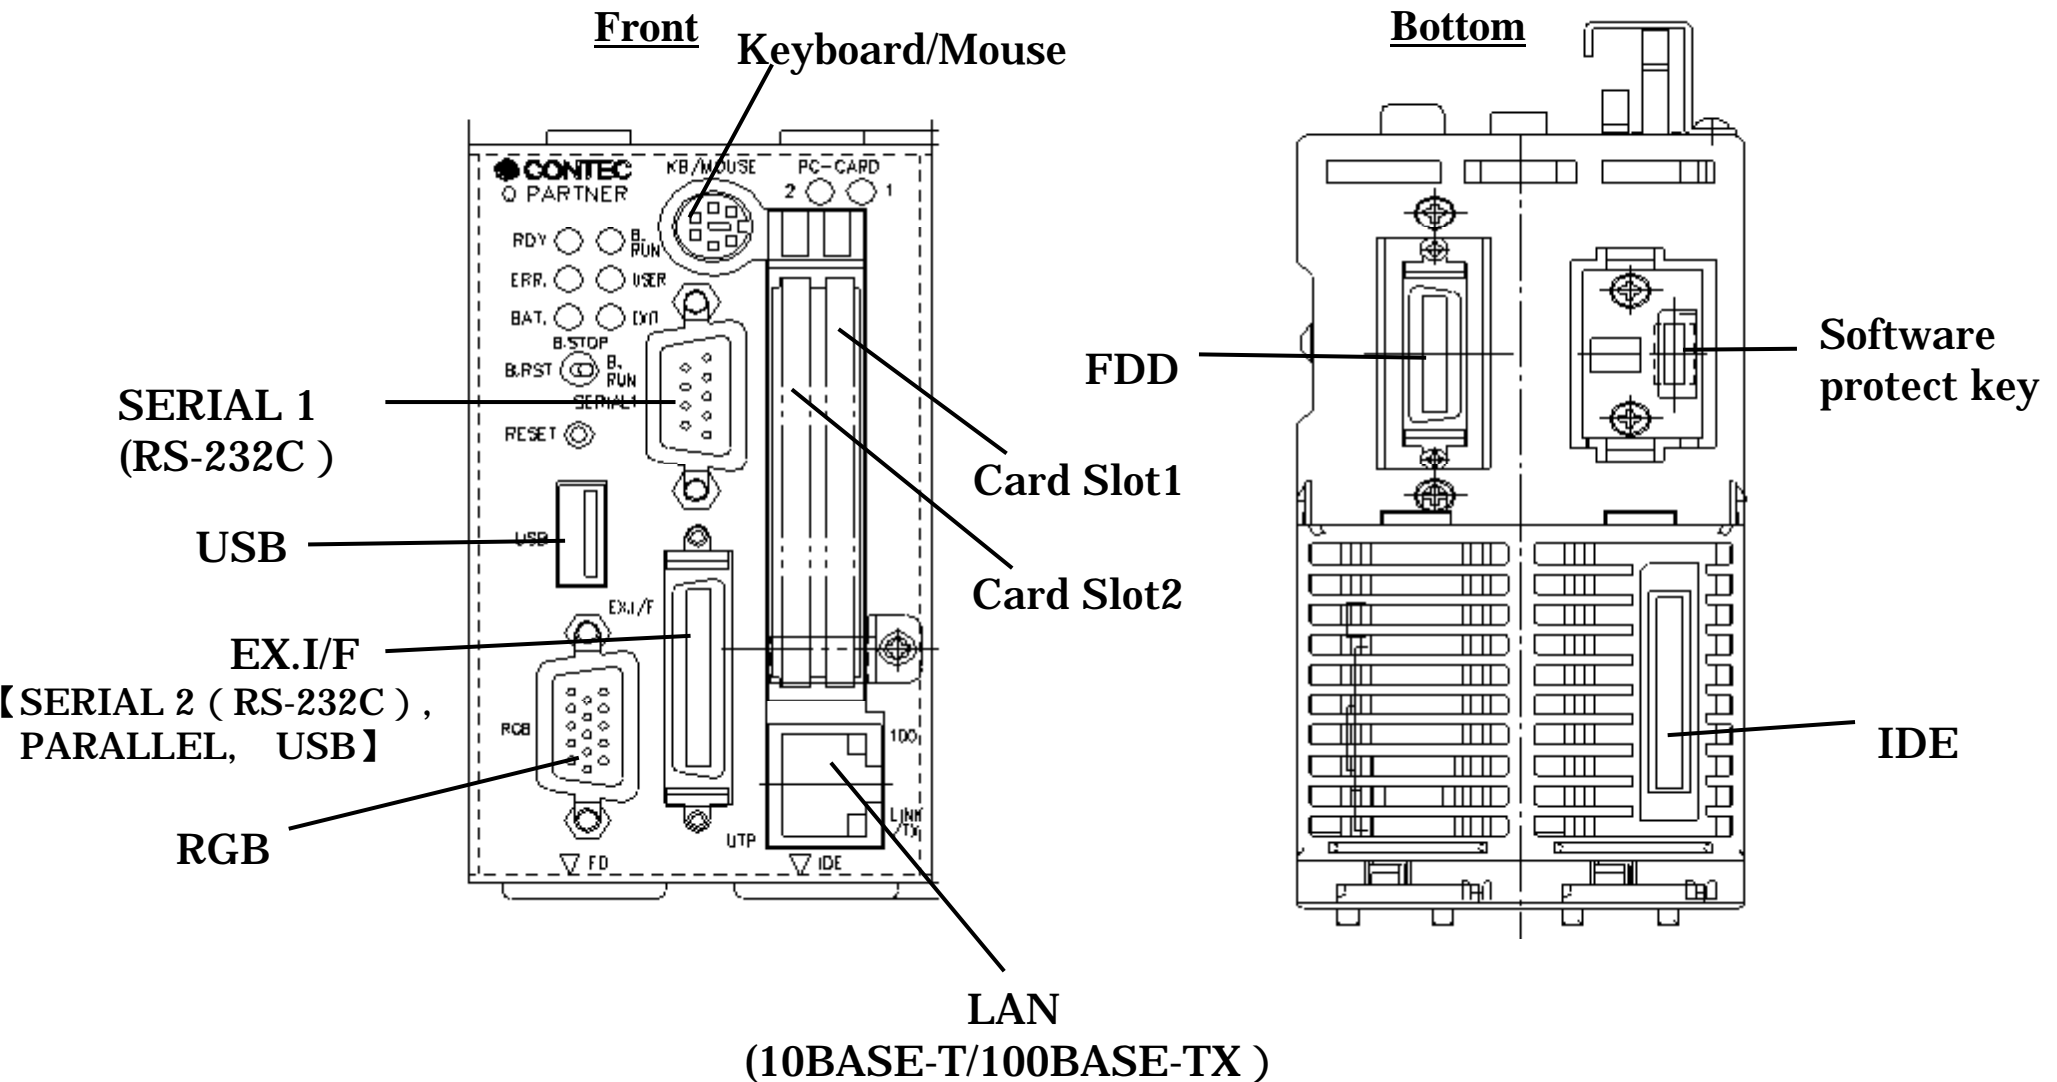 Front
Bottom
Keyboard/Mouse
CONTEC
Q PARTNER
KB/MOUSE
PC-CARD
2 1
RDY
B.
RUN
ERR.
USER
BAT.
EXIT
B.STOP
B.RST
B.
RUN
SERIAL1
RESET
USB
EX.I/F
RGB
100
LINK
/TX
UTP
▽ FD
▽ IDE
SERIAL 1
(RS-232C )
USB
EX.I/F
【SERIAL 2 ( RS-232C ) ,
PARALLEL, USB】
RGB
Card Slot1
Card Slot2
LAN
(10BASE-T/100BASE-TX )
FDD
Software
protect key
IDE